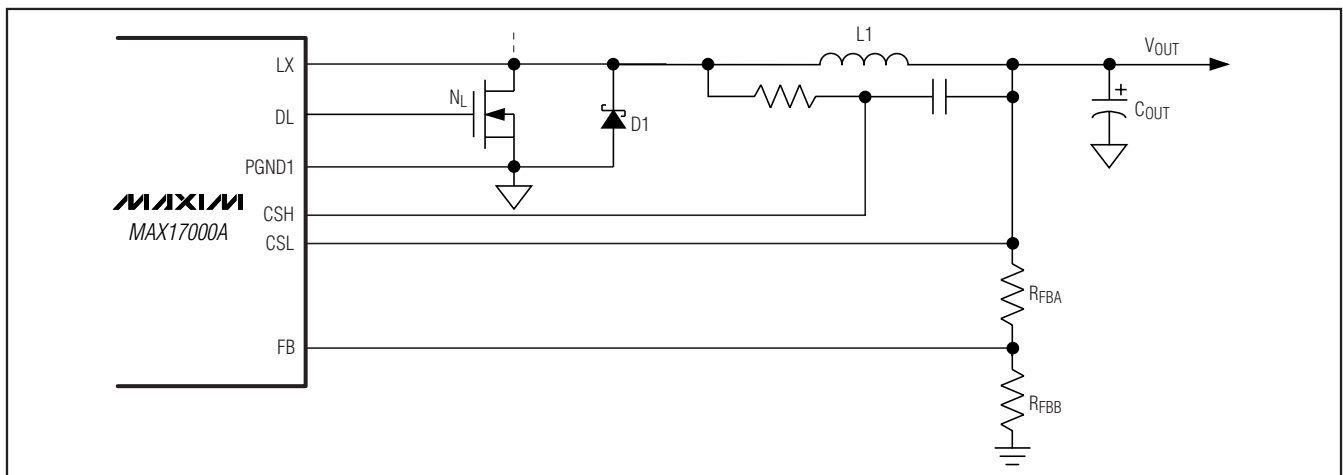 L1
VOUT
LX
NL
DL
D1
+
COUT
PGND1
MAXIM
MAX17000A
CSH
CSL
RFBA
FB
RFBB